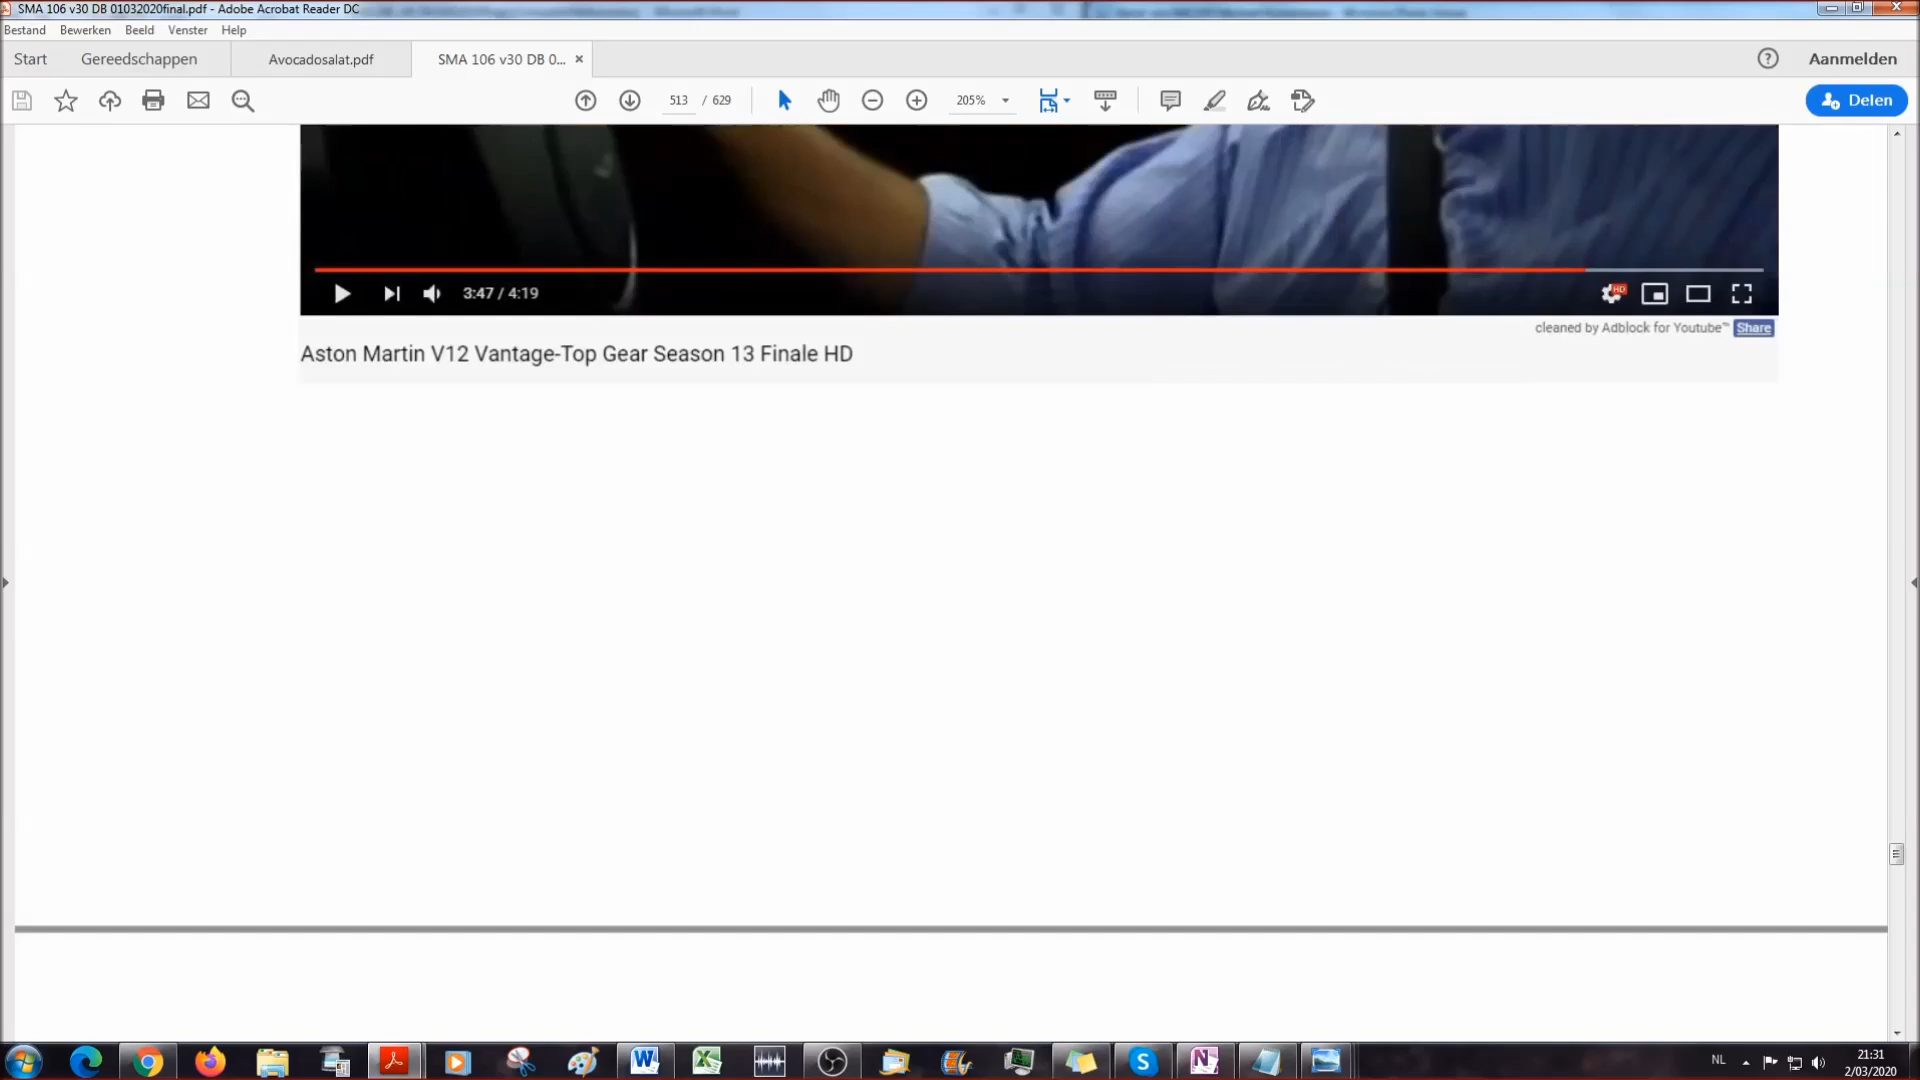 SMA 106 v30 DB 01032020final.pdf - Adobe Acrobat Reader DC
Bestand Bewerken Beeld Venster Help
Start Gereedschappen Avocadosalat.pdf SMA 106 v30 DB 0... × ? Aanmelden
513 / 629 205% Delen
3:47 / 4:19 HD
cleaned by Adblock for Youtube™ Share
Aston Martin V12 Vantage-Top Gear Season 13 Finale HD
NL 21:31
2/03/2020